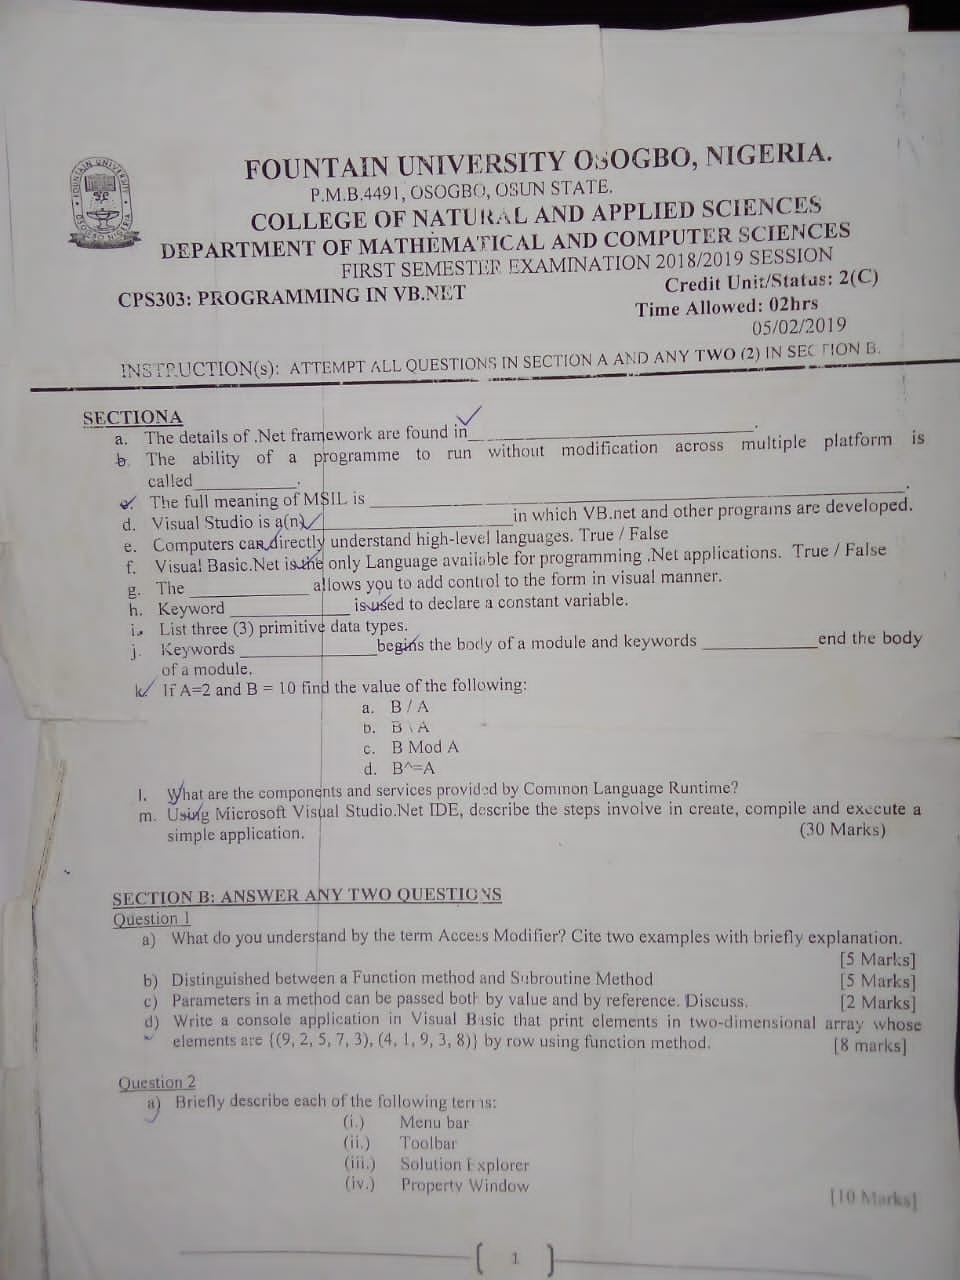 FOUNTAIN UNIVERSITY OSOGBO, NIGERIA.
P.M.B.4491, OSOGBO, OSUN STATE.
COLLEGE OF NATURAL AND APPLIED SCIENCES
DEPARTMENT OF MATHEMATICAL AND COMPUTER SCIENCES
FIRST SEMESTER EXAMINATION 2018/2019 SESSION
CPS303: PROGRAMMING IN VB.NET Credit Unit/Status: 2(C)
Time Allowed: 02hrs
05/02/2019
INSTRUCTION(s): ATTEMPT ALL QUESTIONS IN SECTION A AND ANY TWO (2) IN SECTION B.
SECTIONA
a. The details of .Net framework are found in ____________________.
b. The ability of a programme to run without modification across multiple platform is
called__________.
c. The full meaning of MSIL is ____________________.
d. Visual Studio is a(n)____________________ in which VB.net and other programs are developed.
e. Computers can directly understand high-level languages. True / False
f. Visual Basic.Net is the only Language available for programming .Net applications. True / False
g. The ____________ allows you to add control to the form in visual manner.
h. Keyword ____________ is used to declare a constant variable.
i. List three (3) primitive data types.
j. Keywords ____________begins the body of a module and keywords ____________end the body
of a module.
k. If A=2 and B = 10 find the value of the following:
a. B / A
b. B \ A
c. B Mod A
d. B^=A
l. What are the components and services provided by Common Language Runtime?
m. Using Microsoft Visual Studio.Net IDE, describe the steps involve in create, compile and execute a
simple application. (30 Marks)
SECTION B: ANSWER ANY TWO QUESTIONS
Question 1
a) What do you understand by the term Access Modifier? Cite two examples with briefly explanation.
[5 Marks]
b) Distinguished between a Function method and Subroutine Method [5 Marks]
c) Parameters in a method can be passed both by value and by reference. Discuss. [2 Marks]
d) Write a console application in Visual Basic that print elements in two-dimensional array whose
elements are {(9, 2, 5, 7, 3), (4, 1, 9, 3, 8)} by row using function method. [8 marks]
Question 2
a) Briefly describe each of the following terms:
(i.) Menu bar
(ii.) Toolbar
(iii.) Solution Explorer
(iv.) Property Window
[10 Marks]
1